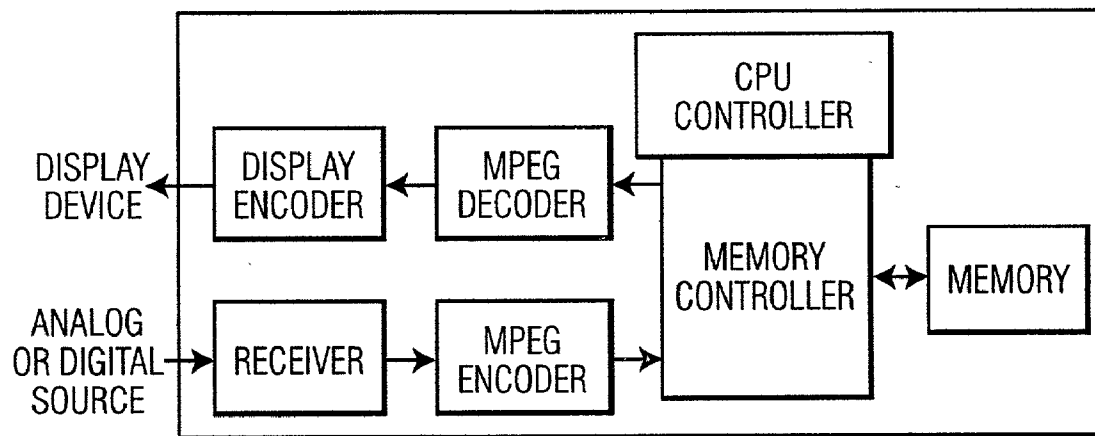 CPU
CONTROLLER
DISPLAY
DEVICE
DISPLAY
ENCODER
MPEG
DECODER
MEMORY
CONTROLLER
MEMORY
ANALOG
OR DIGITAL
SOURCE
RECEIVER
MPEG
ENCODER